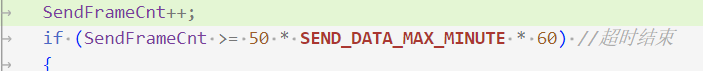 SendFrameCnt++;
if (SendFrameCnt >= 50 * SEND_DATA_MAX_MINUTE * 60) //超时结束
{